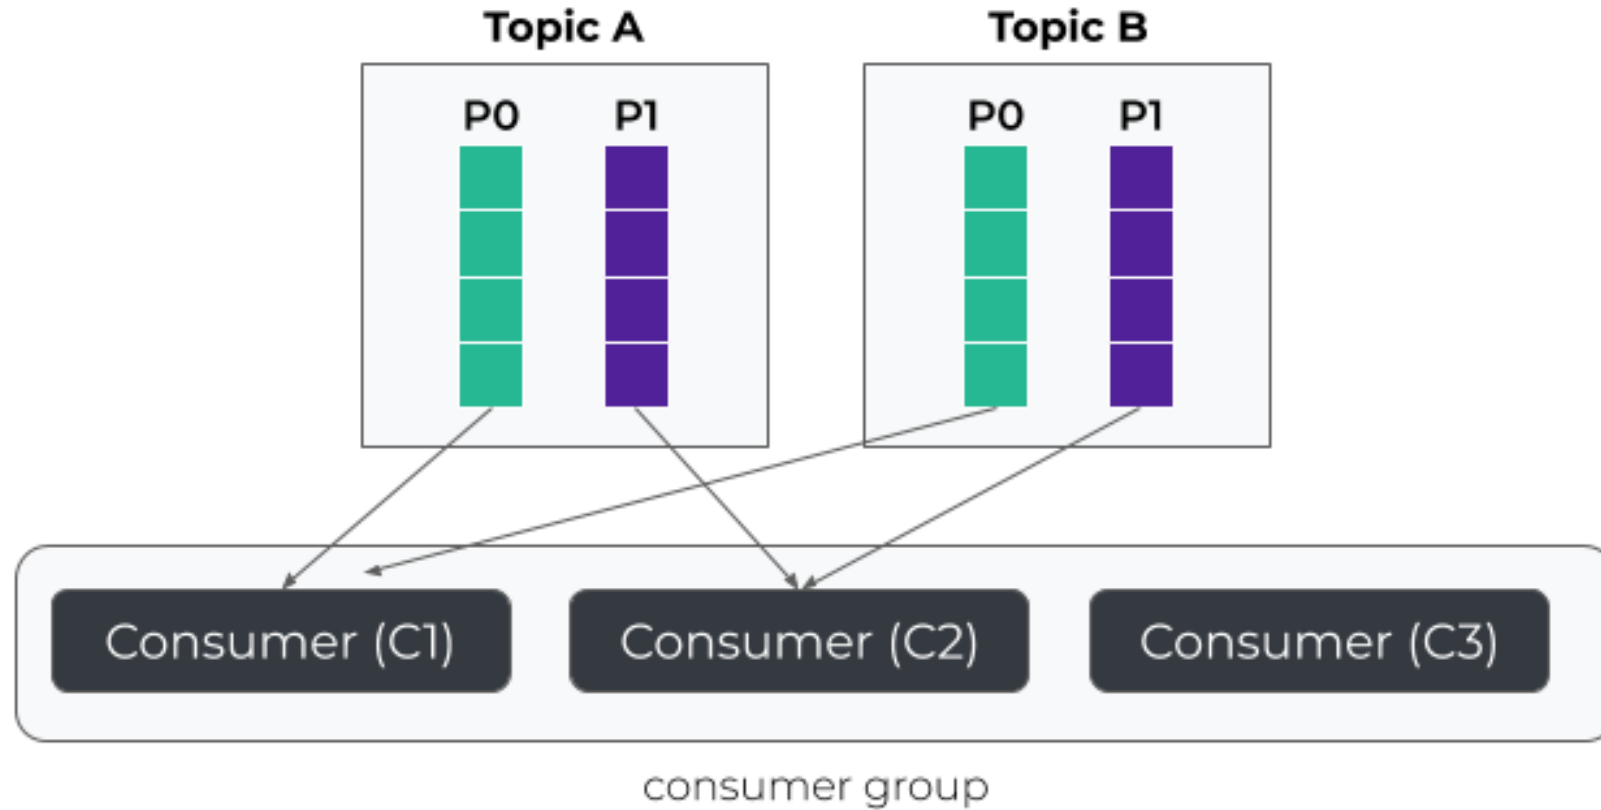 Topic A
Topic B
P0
P1
P0
P1
Consumer (C1)
Consumer (C2)
Consumer (C3)
consumer group